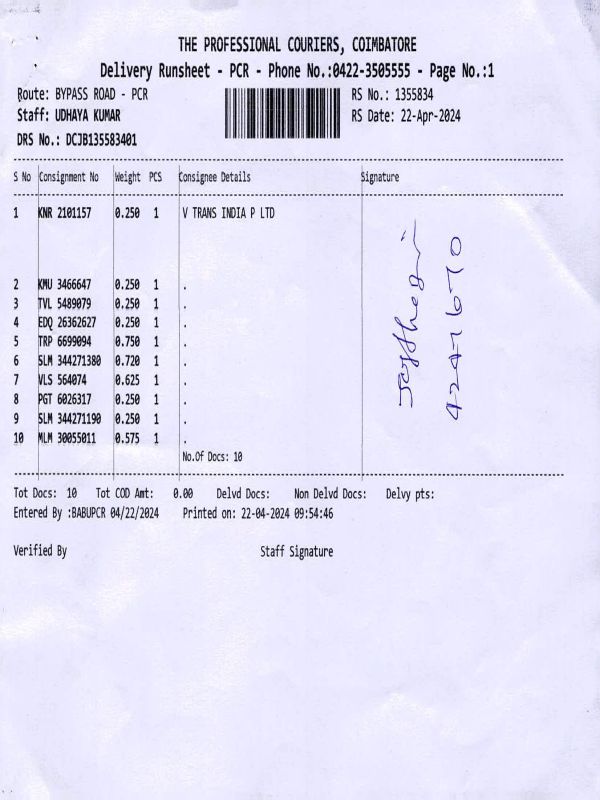 THE PROFESSIONAL COURIERS, COIMBATORE
Delivery Runsheet - PCR - Phone No.:0422-3505555 - Page No.:1
Route: BYPASS ROAD - PCR RS No.: 1355834
Staff: UDHAYA KUMAR RS Date: 22-Apr-2024
DRS No.: DCJB135583401
S No Consignment No Weight PCS Consignee Details Signature
1 KNR 2101157 0.250 1 V TRANS INDIA P LTD
2 KMU 3466647 0.250 1 .
3 TVL 5489079 0.250 1 .
4 EDQ 26362627 0.250 1 .
5 TRP 6699094 0.750 1 .
6 SLM 344271380 0.720 1 .
7 VLS 564074 0.625 1 .
8 PGT 6026317 0.250 1 .
9 SLM 344271190 0.250 1 .
10 MLM 30055011 0.575 1 .
No.Of Docs: 10
Tot Docs: 10 Tot COD Amt: 0.00 Delvd Docs: Non Delvd Docs: Delvy pts:
Entered By :BABUPCR 04/22/2024 Printed on: 22-04-2024 09:54:46
Verified By Staff Signature